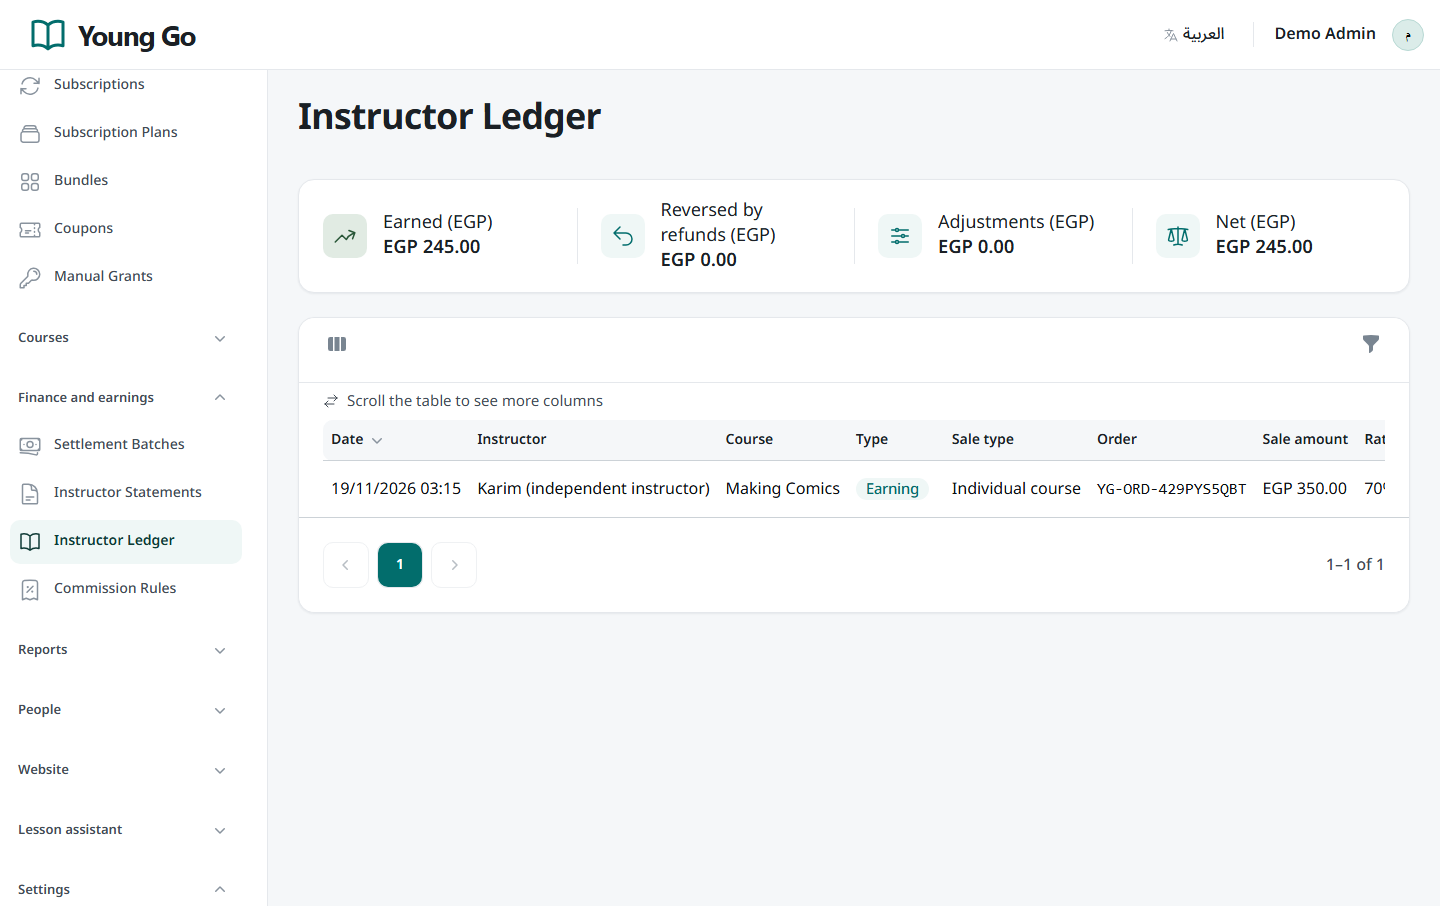 Young Go
العربية
Demo Admin
م
Subscriptions
Subscription Plans
Bundles
Coupons
Manual Grants
Courses
Finance and earnings
Settlement Batches
Instructor Statements
Instructor Ledger
Commission Rules
Reports
People
Website
Lesson assistant
Settings
Instructor Ledger
Earned (EGP)
EGP 245.00
Reversed by
refunds (EGP)
EGP 0.00
Adjustments (EGP)
EGP 0.00
Net (EGP)
EGP 245.00
Scroll the table to see more columns
Date Instructor Course Type Sale type Order Sale amount
19/11/2026 03:15 Karim (independent instructor) Making Comics Earning Individual course YG-ORD-429PYS5QBT EGP 350.00
1
1–1 of 1